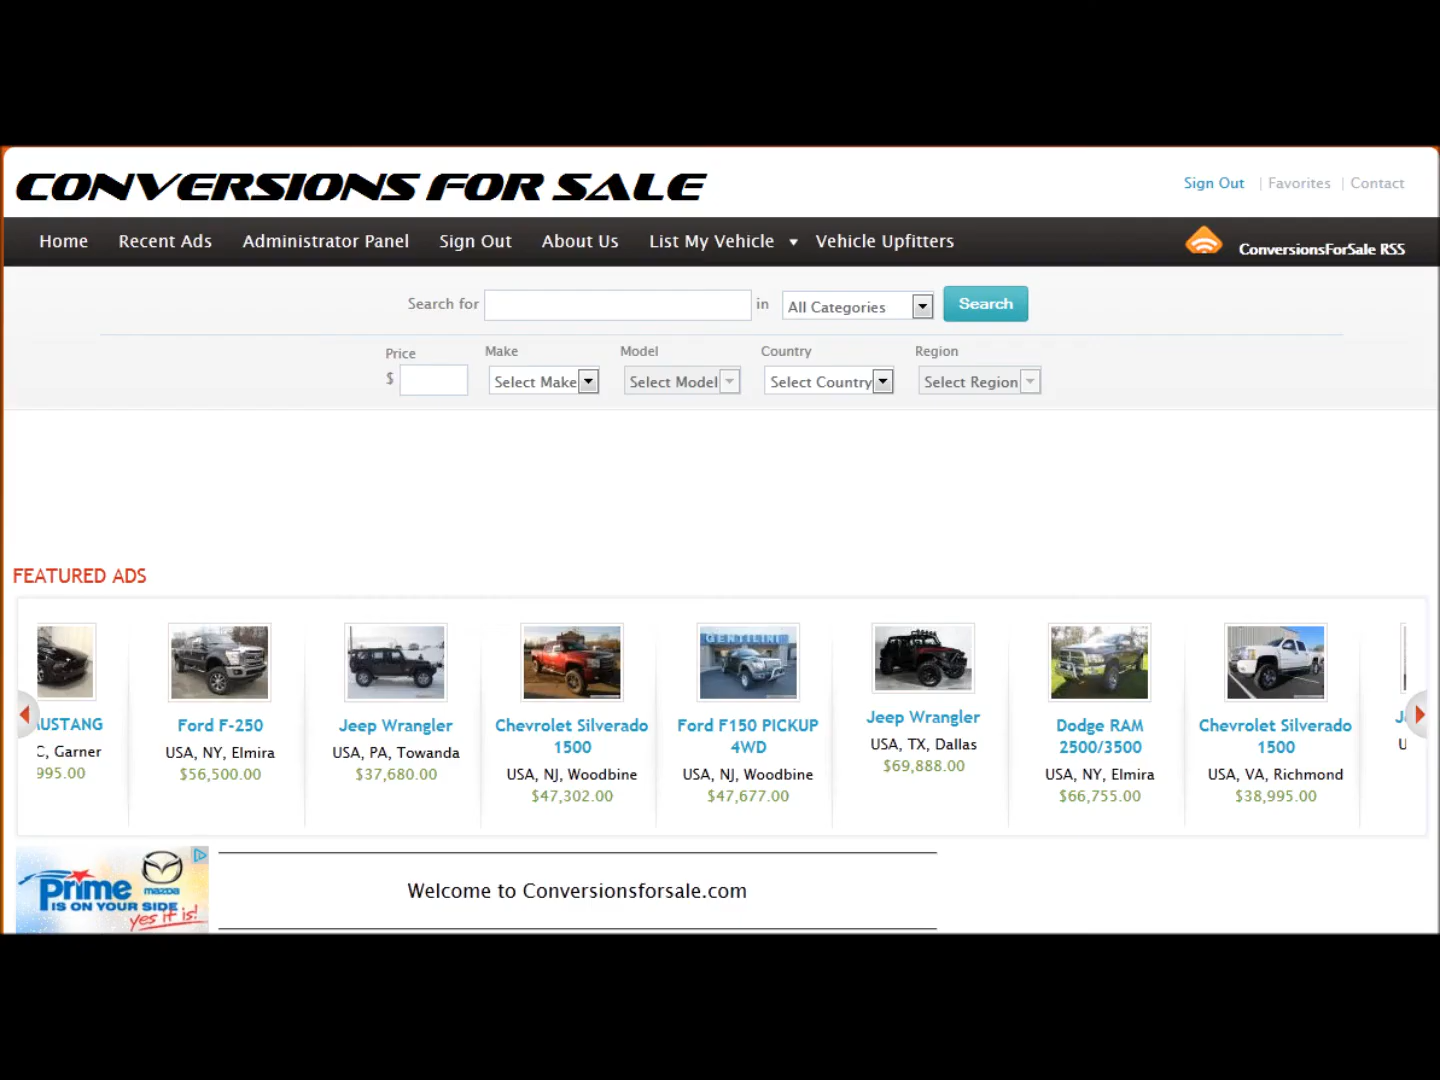 CONVERSIONS FOR SALE
Sign Out | Favorites | Contact
Home Recent Ads Administrator Panel Sign Out About Us List My Vehicle Vehicle Upfitters
ConversionsForSale RSS
Search for in All Categories Search
Price Make Model Country Region
$ Select Make Select Model Select Country Select Region
FEATURED ADS
GENTILINI
USTANG
C, Garner
995.00
Ford F-250
USA, NY, Elmira
$56,500.00
Jeep Wrangler
USA, PA, Towanda
$37,680.00
Chevrolet Silverado
1500
USA, NJ, Woodbine
$47,302.00
Ford F150 PICKUP
4WD
USA, NJ, Woodbine
$47,677.00
Jeep Wrangler
USA, TX, Dallas
$69,888.00
Dodge RAM
2500/3500
USA, NY, Elmira
$66,755.00
Chevrolet Silverado
1500
USA, VA, Richmond
$38,995.00
J
U
Prime
mazda
IS ON YOUR SIDE
yes it is!
Welcome to Conversionsforsale.com